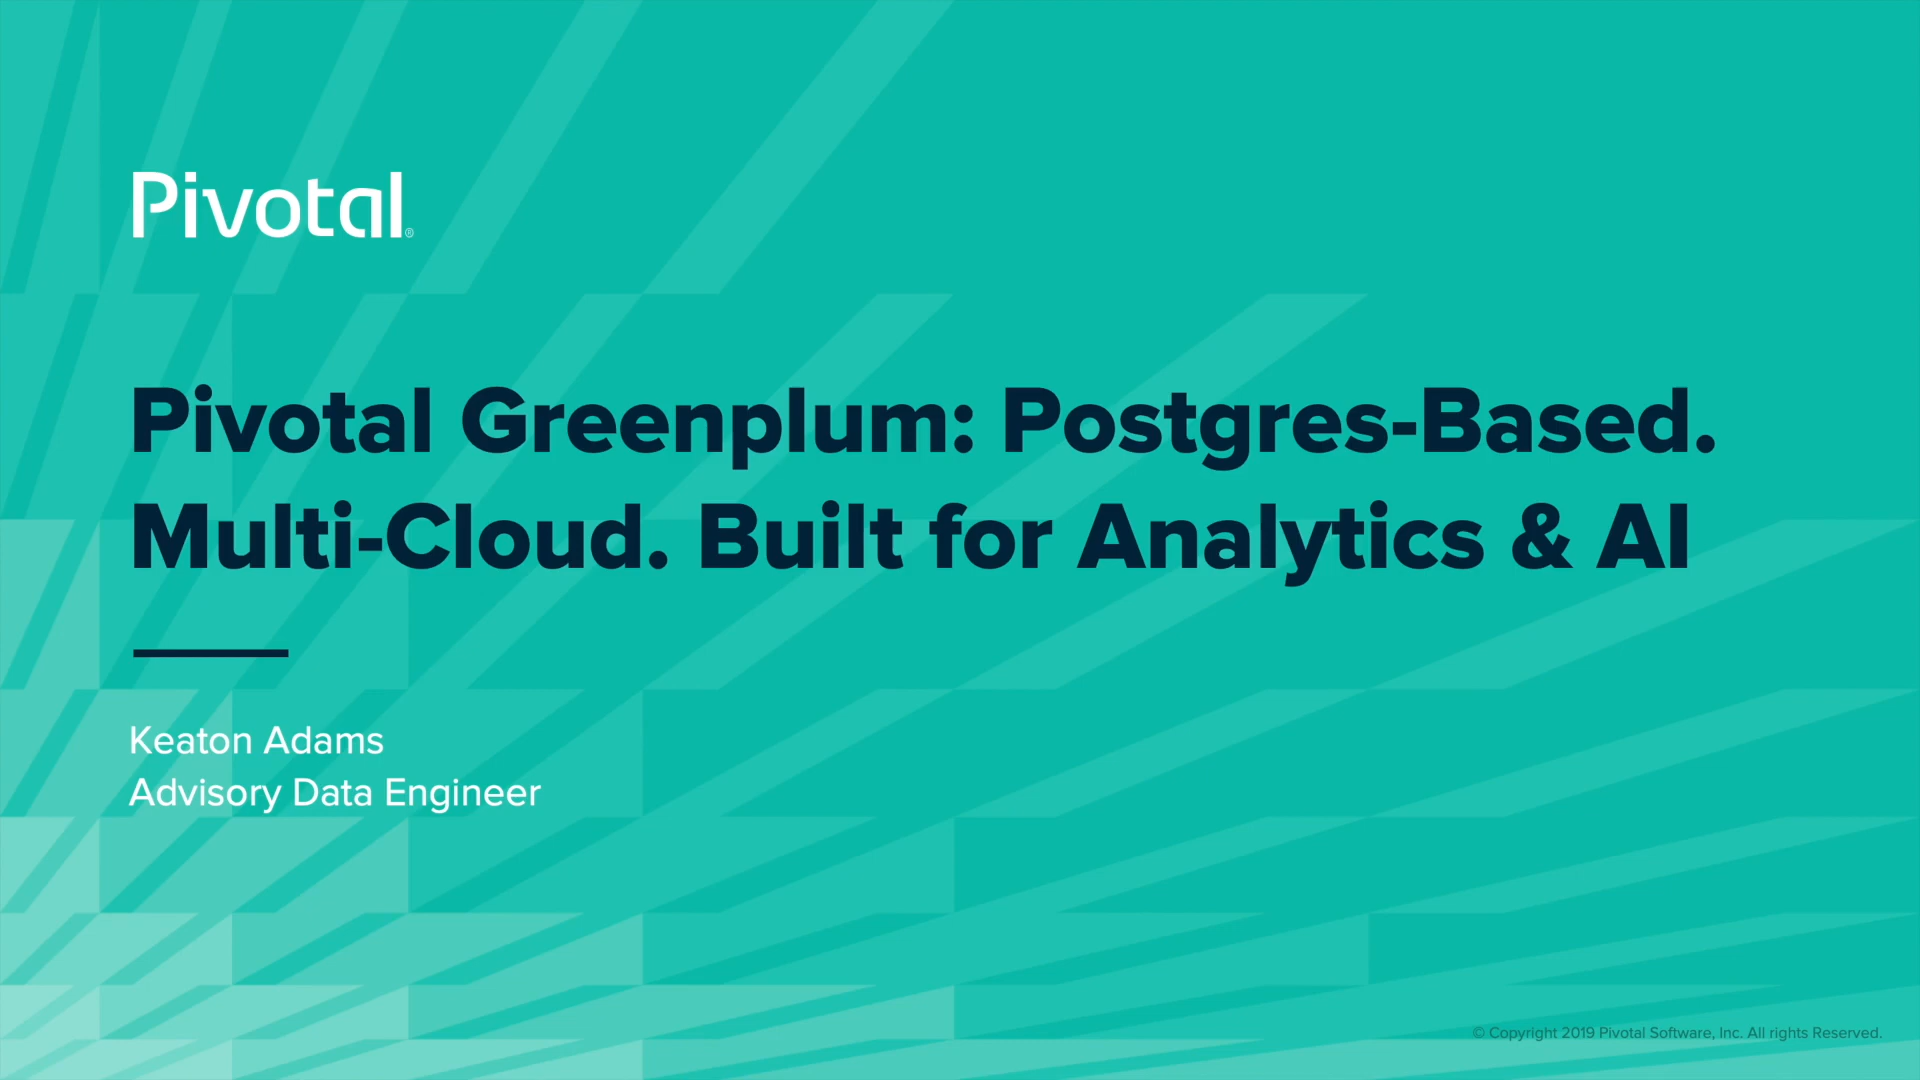 Pivotal®
Pivotal Greenplum: Postgres-Based.
Multi-Cloud. Built for Analytics & AI
Keaton Adams
Advisory Data Engineer
© Copyright 2019 Pivotal Software, Inc. All rights Reserved.